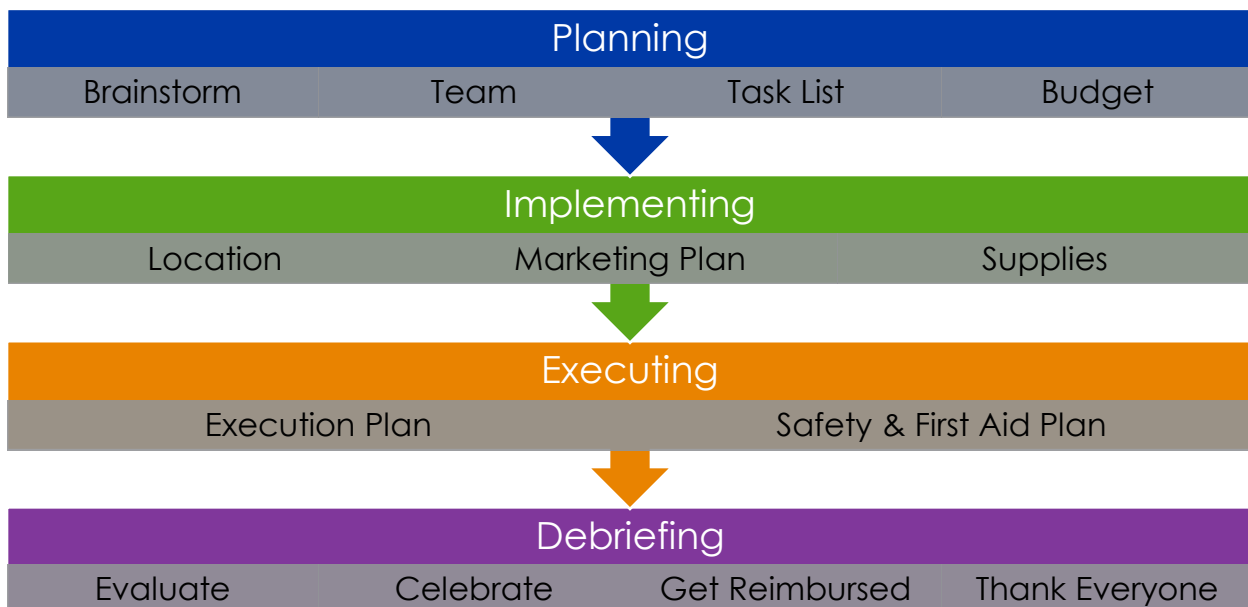 Planning
Brainstorm Team Task List Budget
Implementing
Location Marketing Plan Supplies
Executing
Execution Plan Safety & First Aid Plan
Debriefing
Evaluate Celebrate Get Reimbursed Thank Everyone